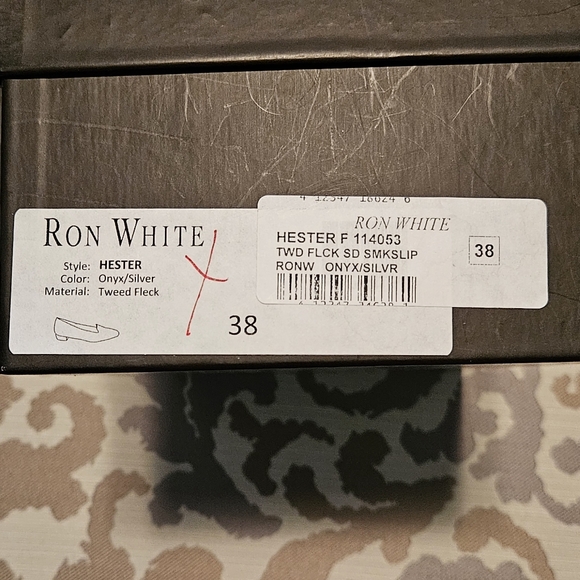 RON WHITE
Style: HESTER
Color: Onyx/Silver
Material: Tweed Fleck
38
RON WHITE
HESTER F 114053
TWD FLCK SD SMKSLIP
RONW ONYX/SILVR
38